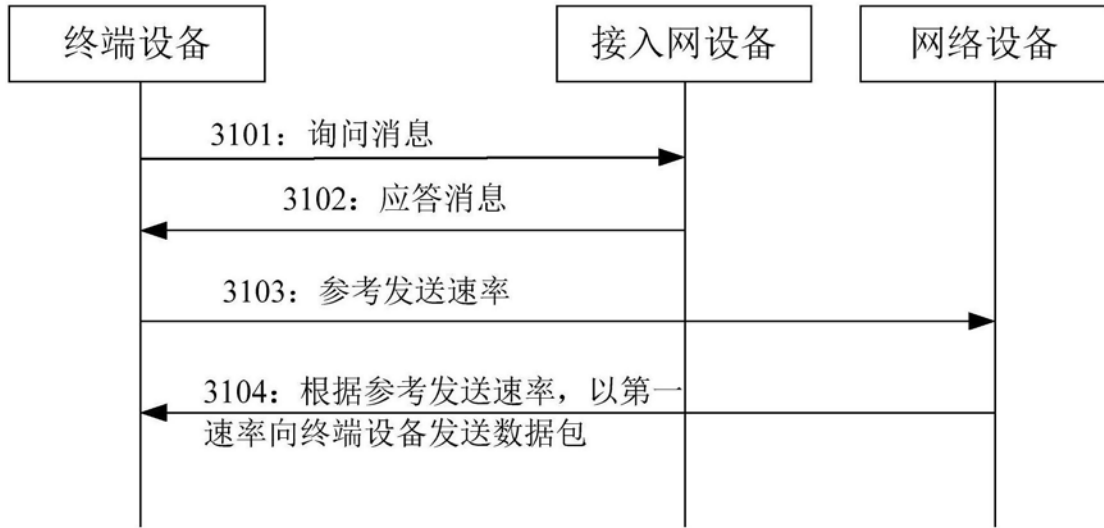 终端设备
接入网设备
网络设备
3101：询问消息
3102：应答消息
3103：参考发送速率
3104：根据参考发送速率，以第一
速率向终端设备发送数据包